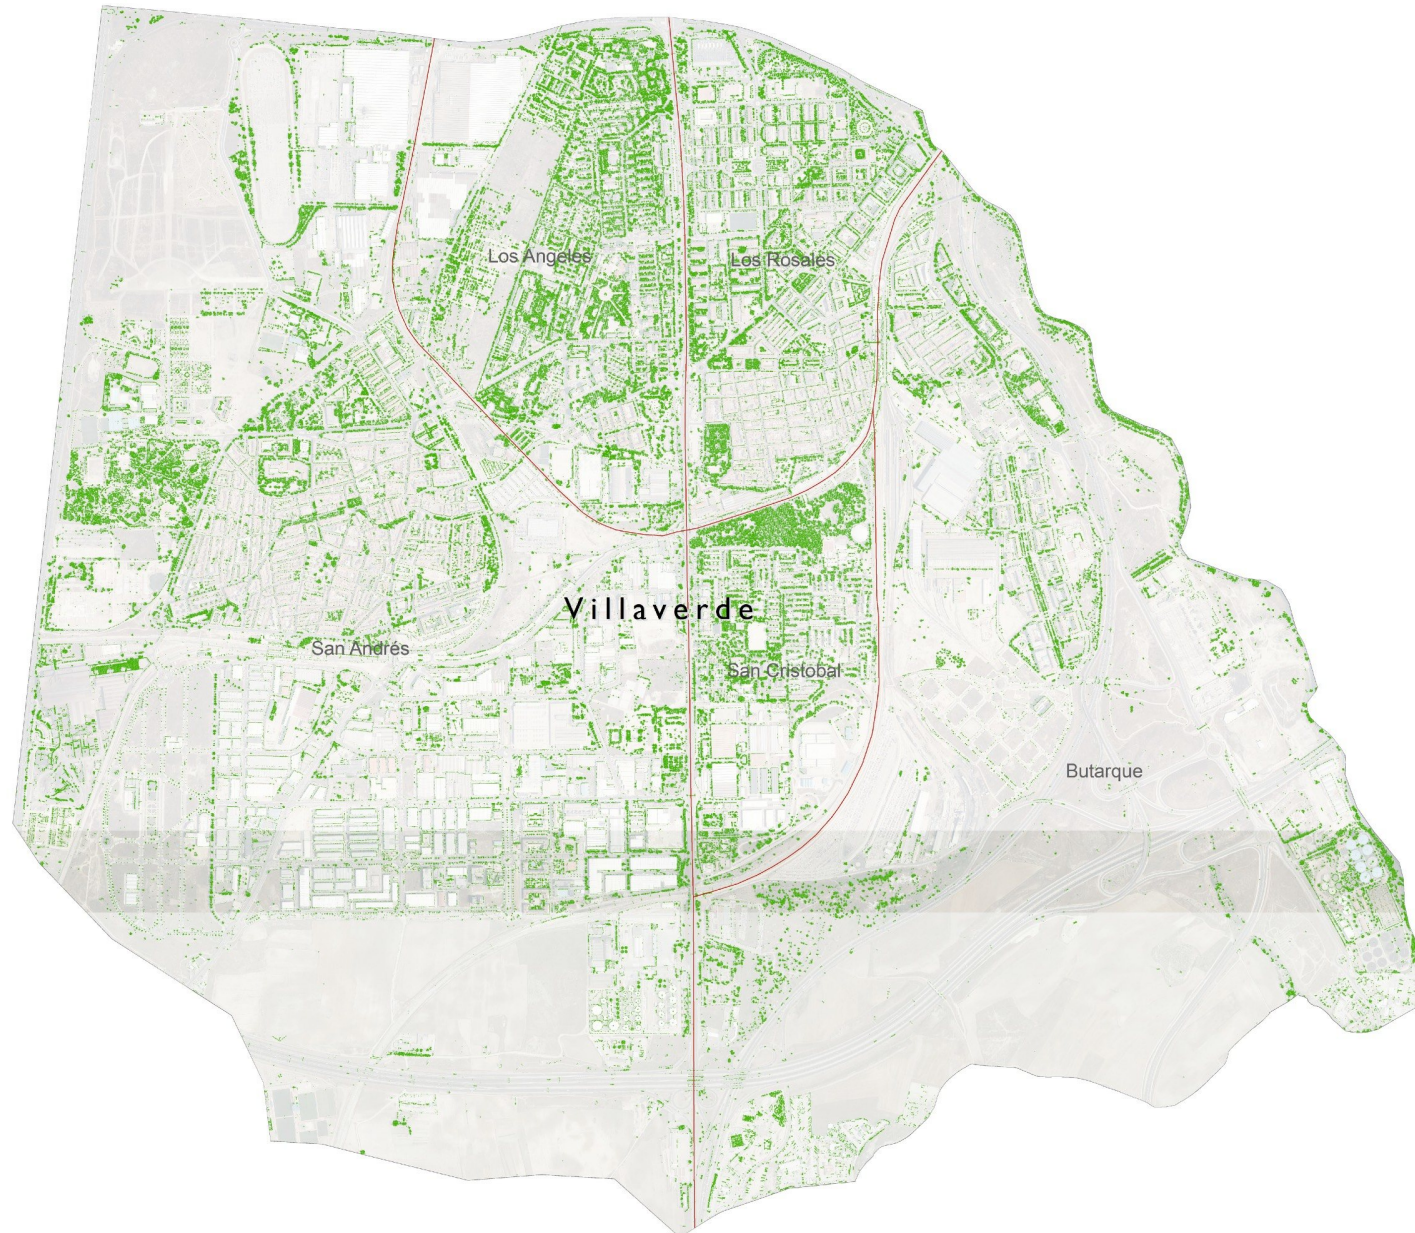 Los Angeles
Los Rosales
Villaverde
San Andrés
San Cristobal
Butarque